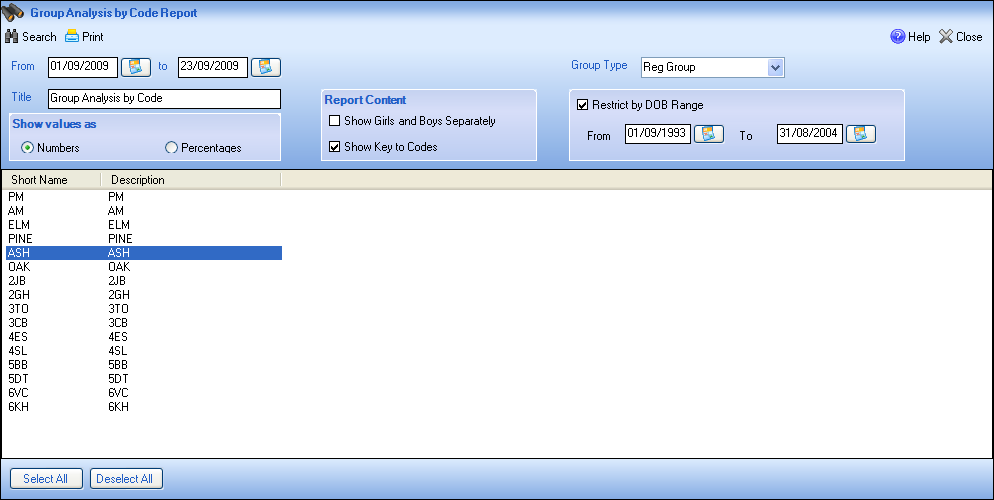 Group Analysis by Code Report
Search Print Help Close
From 01/09/2009 to 23/09/2009 Group Type Reg Group
Title Group Analysis by Code
Report Content
Restrict by DOB Range
Show values as
Show Girls and Boys Separately
From 01/09/1993 To 31/08/2004
Numbers Percentages
Show Key to Codes
Short Name Description
PM PM
AM AM
ELM ELM
PINE PINE
ASH ASH
OAK OAK
2JB 2JB
2GH 2GH
3TO 3TO
3CB 3CB
4ES 4ES
4SL 4SL
5BB 5BB
5DT 5DT
6VC 6VC
6KH 6KH
Select All Deselect All